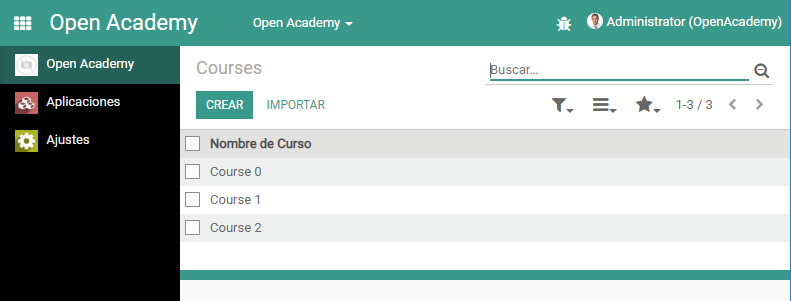 Open Academy
Open Academy
Administrator (OpenAcademy)
Open Academy
Aplicaciones
Ajustes
Courses
Buscar...
CREAR
IMPORTAR
1-3 / 3
Nombre de Curso
Course 0
Course 1
Course 2